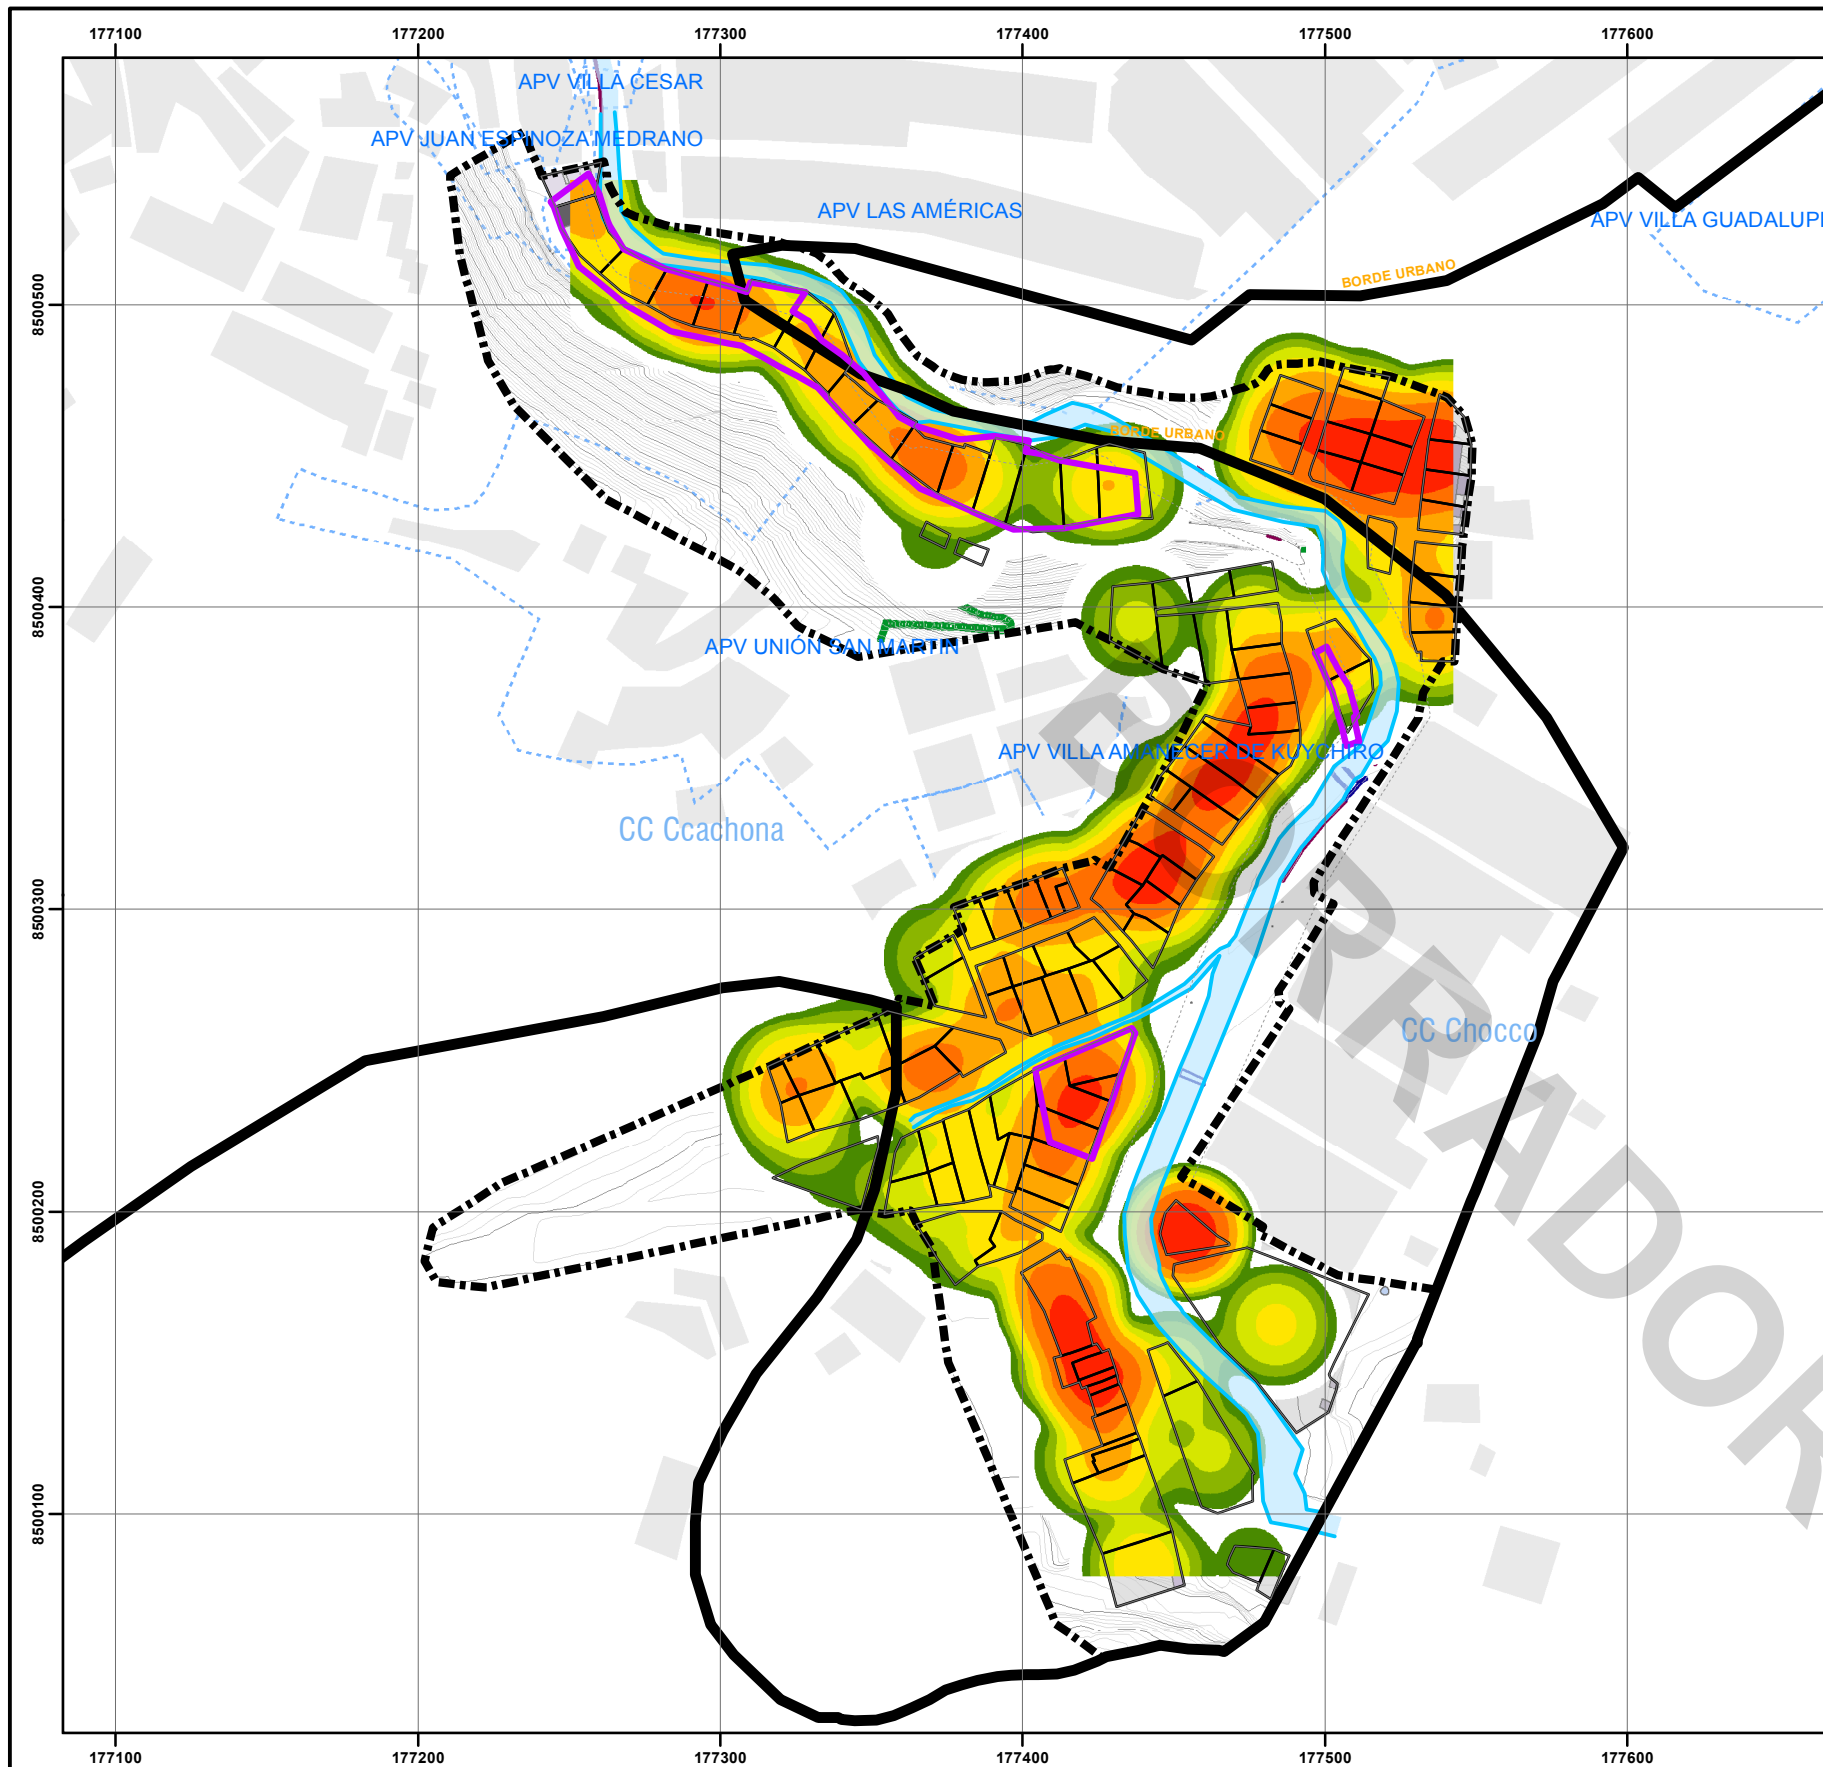 177100 177200 177300 177400 177500 177600
APV VILLA CESAR
APV JUAN ESPINOZA MEDRANO
APV LAS AMÉRICAS
APV VILLA GUADALUPE
BORDE URBANO
8500500
BORDE URBANO
8500400
APV UNIÓN SAN MARTIN
APV VILLA AMANECER DE KUYCHIRO
CC Ccachona
8500300
CC Chocco
BORRADOR
8500200
8500100
177100 177200 177300 177400 177500 177600